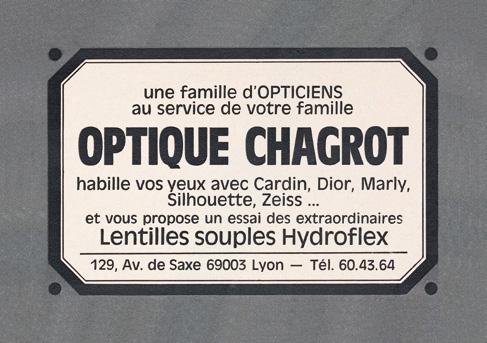 une famille d'OPTICIENS
au service de votre famille
OPTIQUE CHAGROT
habille vos yeux avec Cardin, Dior, Marly,
Silhouette, Zeiss ...
et vous propose un essai des extraordinaires
Lentilles souples Hydroflex
129, Av. de Saxe 69003 Lyon — Tél. 60.43.64